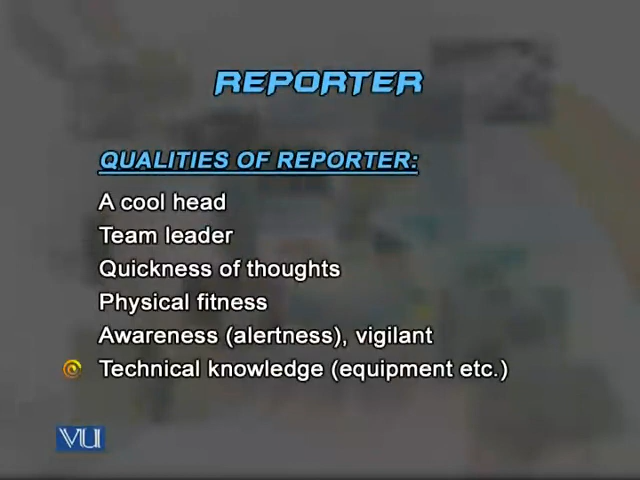 REPORTER
QUALITIES OF REPORTER:
A cool head
Team leader
Quickness of thoughts
Physical fitness
Awareness (alertness), vigilant
Technical knowledge (equipment etc.)
VU